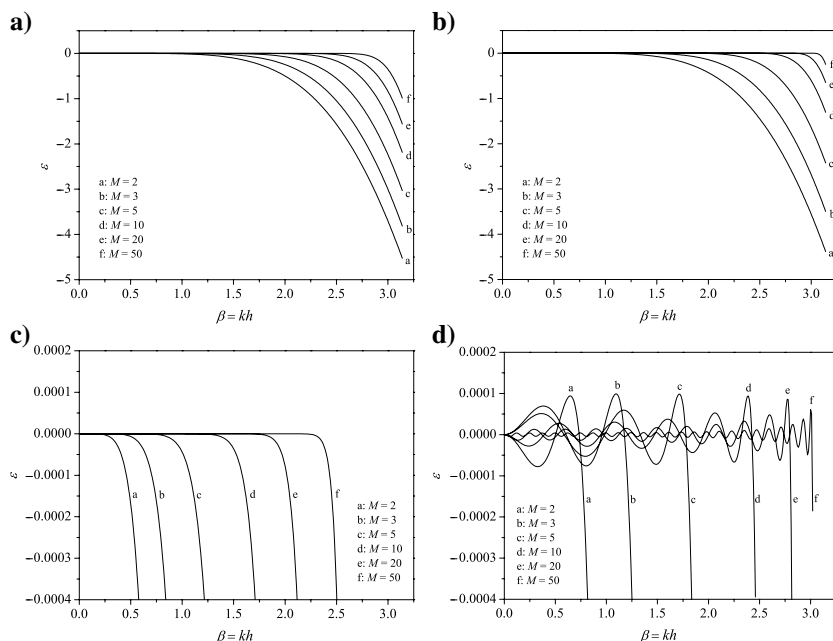 a)
0
−1
−2
−3
−4
−5
ε
a: M = 2
b: M = 3
c: M = 5
d: M = 10
e: M = 20
f: M = 50
f
e
d
c
b
a
0.0 0.5 1.0 1.5 2.0 2.5 3.0
β = kh
b)
0
−1
−2
−3
−4
−5
ε
a: M = 2
b: M = 3
c: M = 5
d: M = 10
e: M = 20
f: M = 50
f
e
d
c
b
a
0.0 0.5 1.0 1.5 2.0 2.5 3.0
β = kh
c)
0.0002
0.0001
0.0000
−0.0001
−0.0002
−0.0003
−0.0004
ε
a b c d e f
a: M = 2
b: M = 3
c: M = 5
d: M = 10
e: M = 20
f: M = 50
0.0 0.5 1.0 1.5 2.0 2.5 3.0
β = kh
d)
0.0002
0.0001
0.0000
−0.0001
−0.0002
−0.0003
−0.0004
ε
a b c d e f
a b c d e f
a: M = 2
b: M = 3
c: M = 5
d: M = 10
e: M = 20
f: M = 50
0.0 0.5 1.0 1.5 2.0 2.5 3.0
β = kh